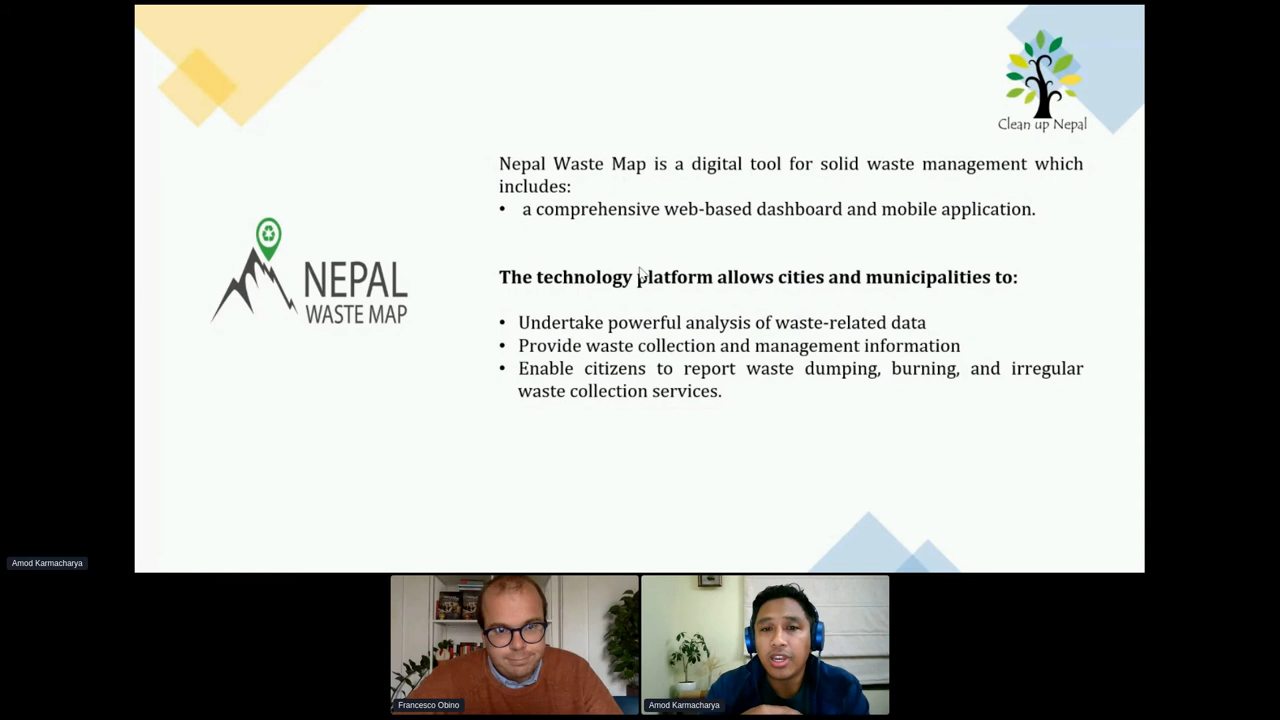 Clean up Nepal
Nepal Waste Map is a digital tool for solid waste management which
includes:
• a comprehensive web-based dashboard and mobile application.
NEPAL
WASTE MAP
The technology platform allows cities and municipalities to:
• Undertake powerful analysis of waste-related data
• Provide waste collection and management information
• Enable citizens to report waste dumping, burning, and irregular
waste collection services.
Amod Karmacharya
Francesco Obino
Amod Karmacharya